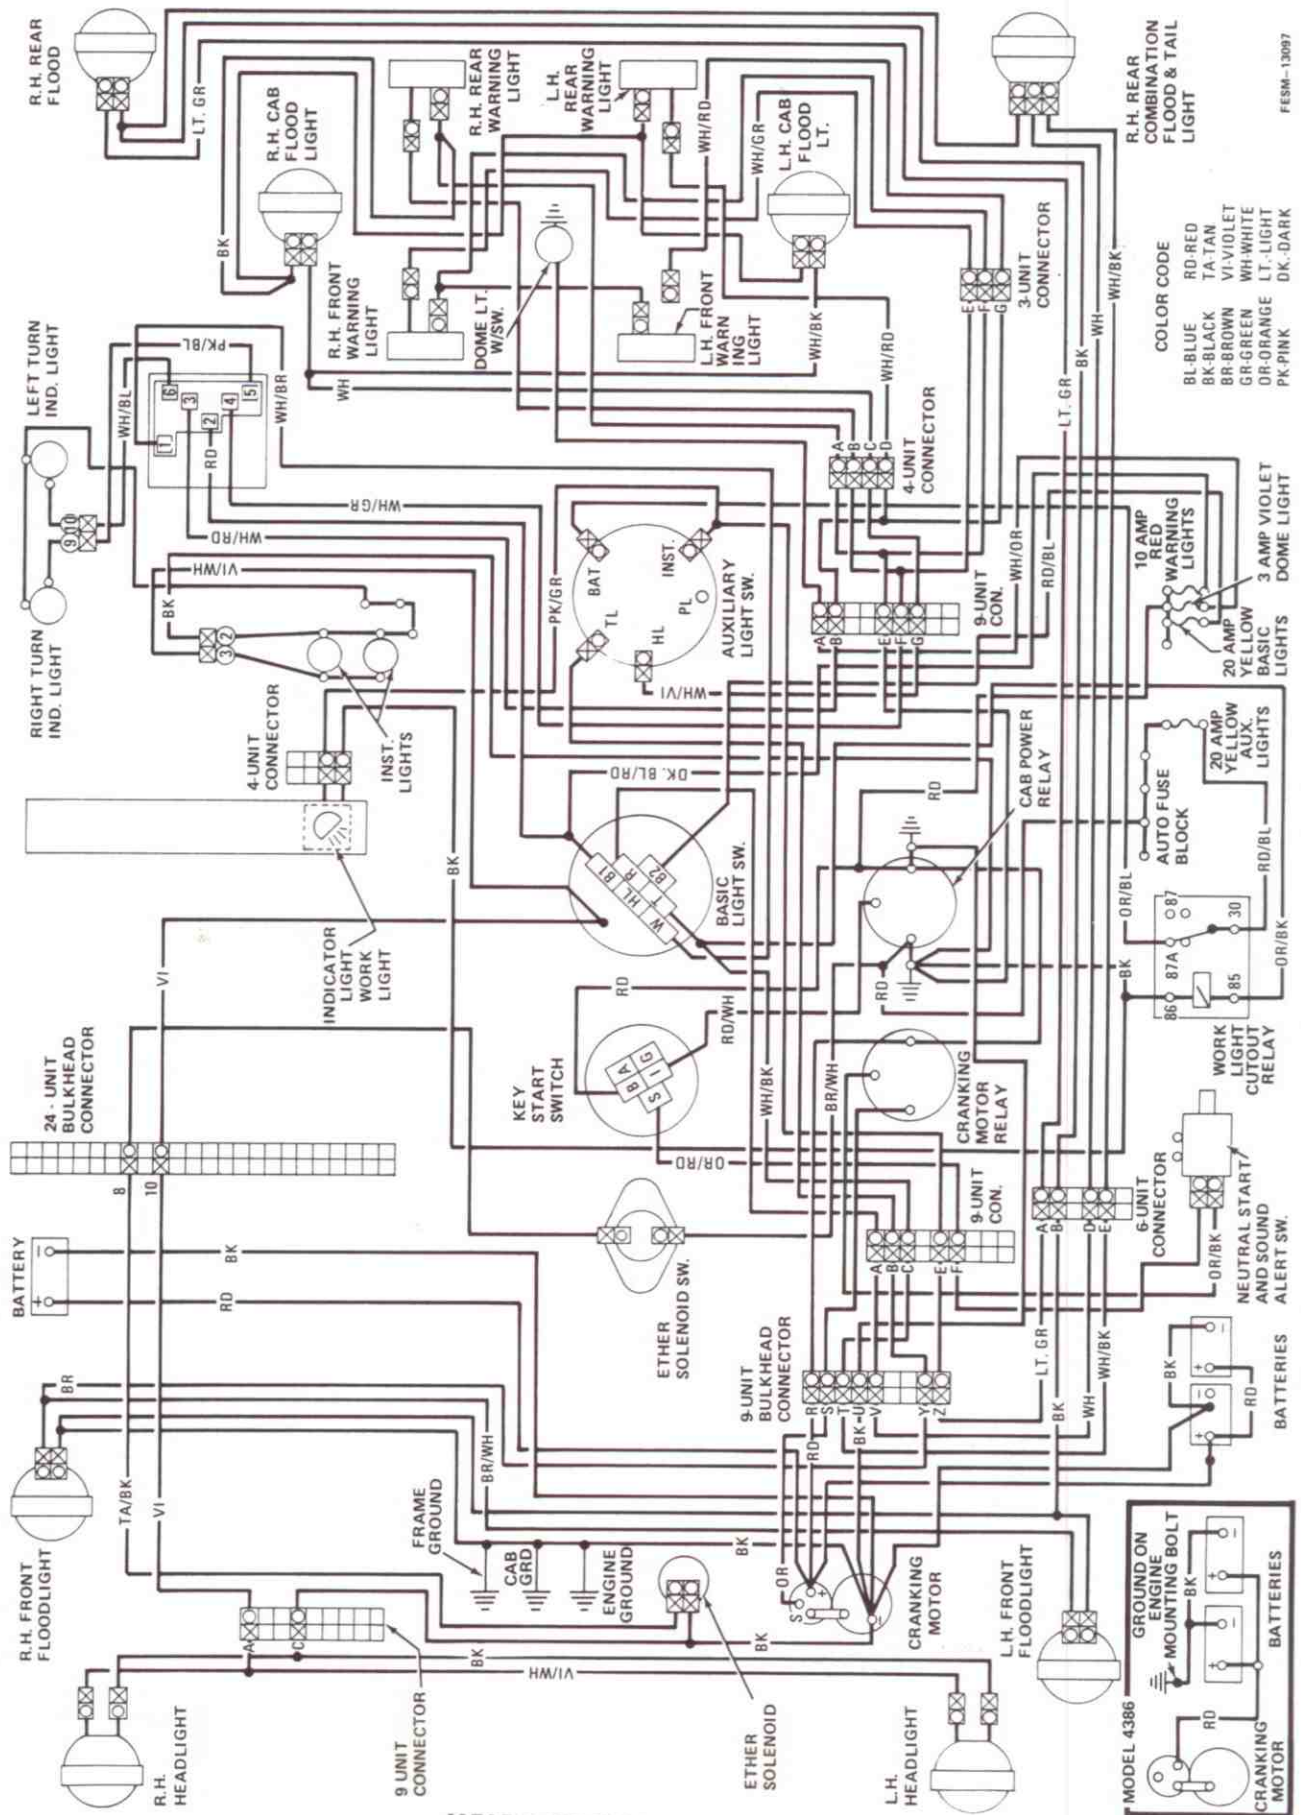 R.H. REAR
FLOOD
LT. GR
R.H. CAB
FLOOD
LIGHT
BK
R.H. REAR
WARNING
LIGHT
L.H.
REAR
WARNING
LIGHT
WH/RD
WH/GR
L.H. CAB
FLOOD
LT.
R.H. REAR
COMBINATION
FLOOD & TAIL
LIGHT
FESM-13097
LEFT TURN
IND. LIGHT
PK/BL
WH/BL
1
2
3
4
5
6
RD
WH/BR
WH
R.H. FRONT
WARNING
LIGHT
DOME LT.
W/SW.
L.H. FRONT
WARN
ING
LIGHT
WH/BK
WH/RD
E
F
G
3-UNIT
CONNECTOR
LT. GR
BK
WH
WH/BK
COLOR CODE
BL-BLUE RD-RED
BK-BLACK TA-TAN
BR-BROWN VI-VIOLET
GR-GREEN WH-WHITE
OR-ORANGE LT.-LIGHT
PK-PINK DK.-DARK
RIGHT TURN
IND. LIGHT
9
10
WH/GR
WH/RD
VI/WH
BK
3
2
PK/GR
BAT
TL
INST.
PL
HL
WH/VI
AUXILIARY
LIGHT SW.
A
B
C
D
4-UNIT
CONNECTOR
A
B
E
F
G
9-UNIT
CON.
WH/OR
RD/BL
10 AMP
RED
WARNING
LIGHTS
3 AMP VIOLET
DOME LIGHT
20 AMP
YELLOW
BASIC
LIGHTS
4-UNIT
CONNECTOR
INST.
LIGHTS
DK. BL/RD
BK
INDICATOR
LIGHT
WORK
LIGHT
B1
R
B2
HL
T
W
BASIC
LIGHT SW.
RD
CAB POWER
RELAY
20 AMP
YELLOW
AUX.
LIGHTS
AUTO FUSE
BLOCK
RD/BL
OR/BL
87
87A
30
86
85
OR/BK
BK
WORK
LIGHT
CUTOUT
RELAY
24 - UNIT
BULKHEAD
CONNECTOR
VI
8
10
KEY
START
SWITCH
BA
IG
S
RD
RD/WH
WH/BK
BR/WH
RD
CRANKING
MOTOR
RELAY
OR/RD
BATTERY
-
+
BK
RD
ETHER
SOLENOID SW.
A
B
C
E
F
9-UNIT
CON.
A
B
D
E
6-UNIT
CONNECTOR
OR/BK
NEUTRAL START
AND SOUND
ALERT SW.
BR
9-UNIT
BULKHEAD
CONNECTOR
R
S
T
U
V
Y
Z
RD
BK
LT. GR
BK
WH
WH/BK
BK
RD
BATTERIES
R.H. FRONT
FLOODLIGHT
TA/BK
VI
FRAME
GROUND
BR/WH
CAB
GRD
ENGINE
GROUND
BK
OR
S
+
-
CRANKING
MOTOR
L.H. FRONT
FLOODLIGHT
R.H.
HEADLIGHT
A
C
9 UNIT
CONNECTOR
BK
VI/WH
ETHER
SOLENOID
BK
L.H.
HEADLIGHT
MODEL 4386
GROUND ON
ENGINE
MOUNTING BOLT
BK
RD
CRANKING
MOTOR
BATTERIES